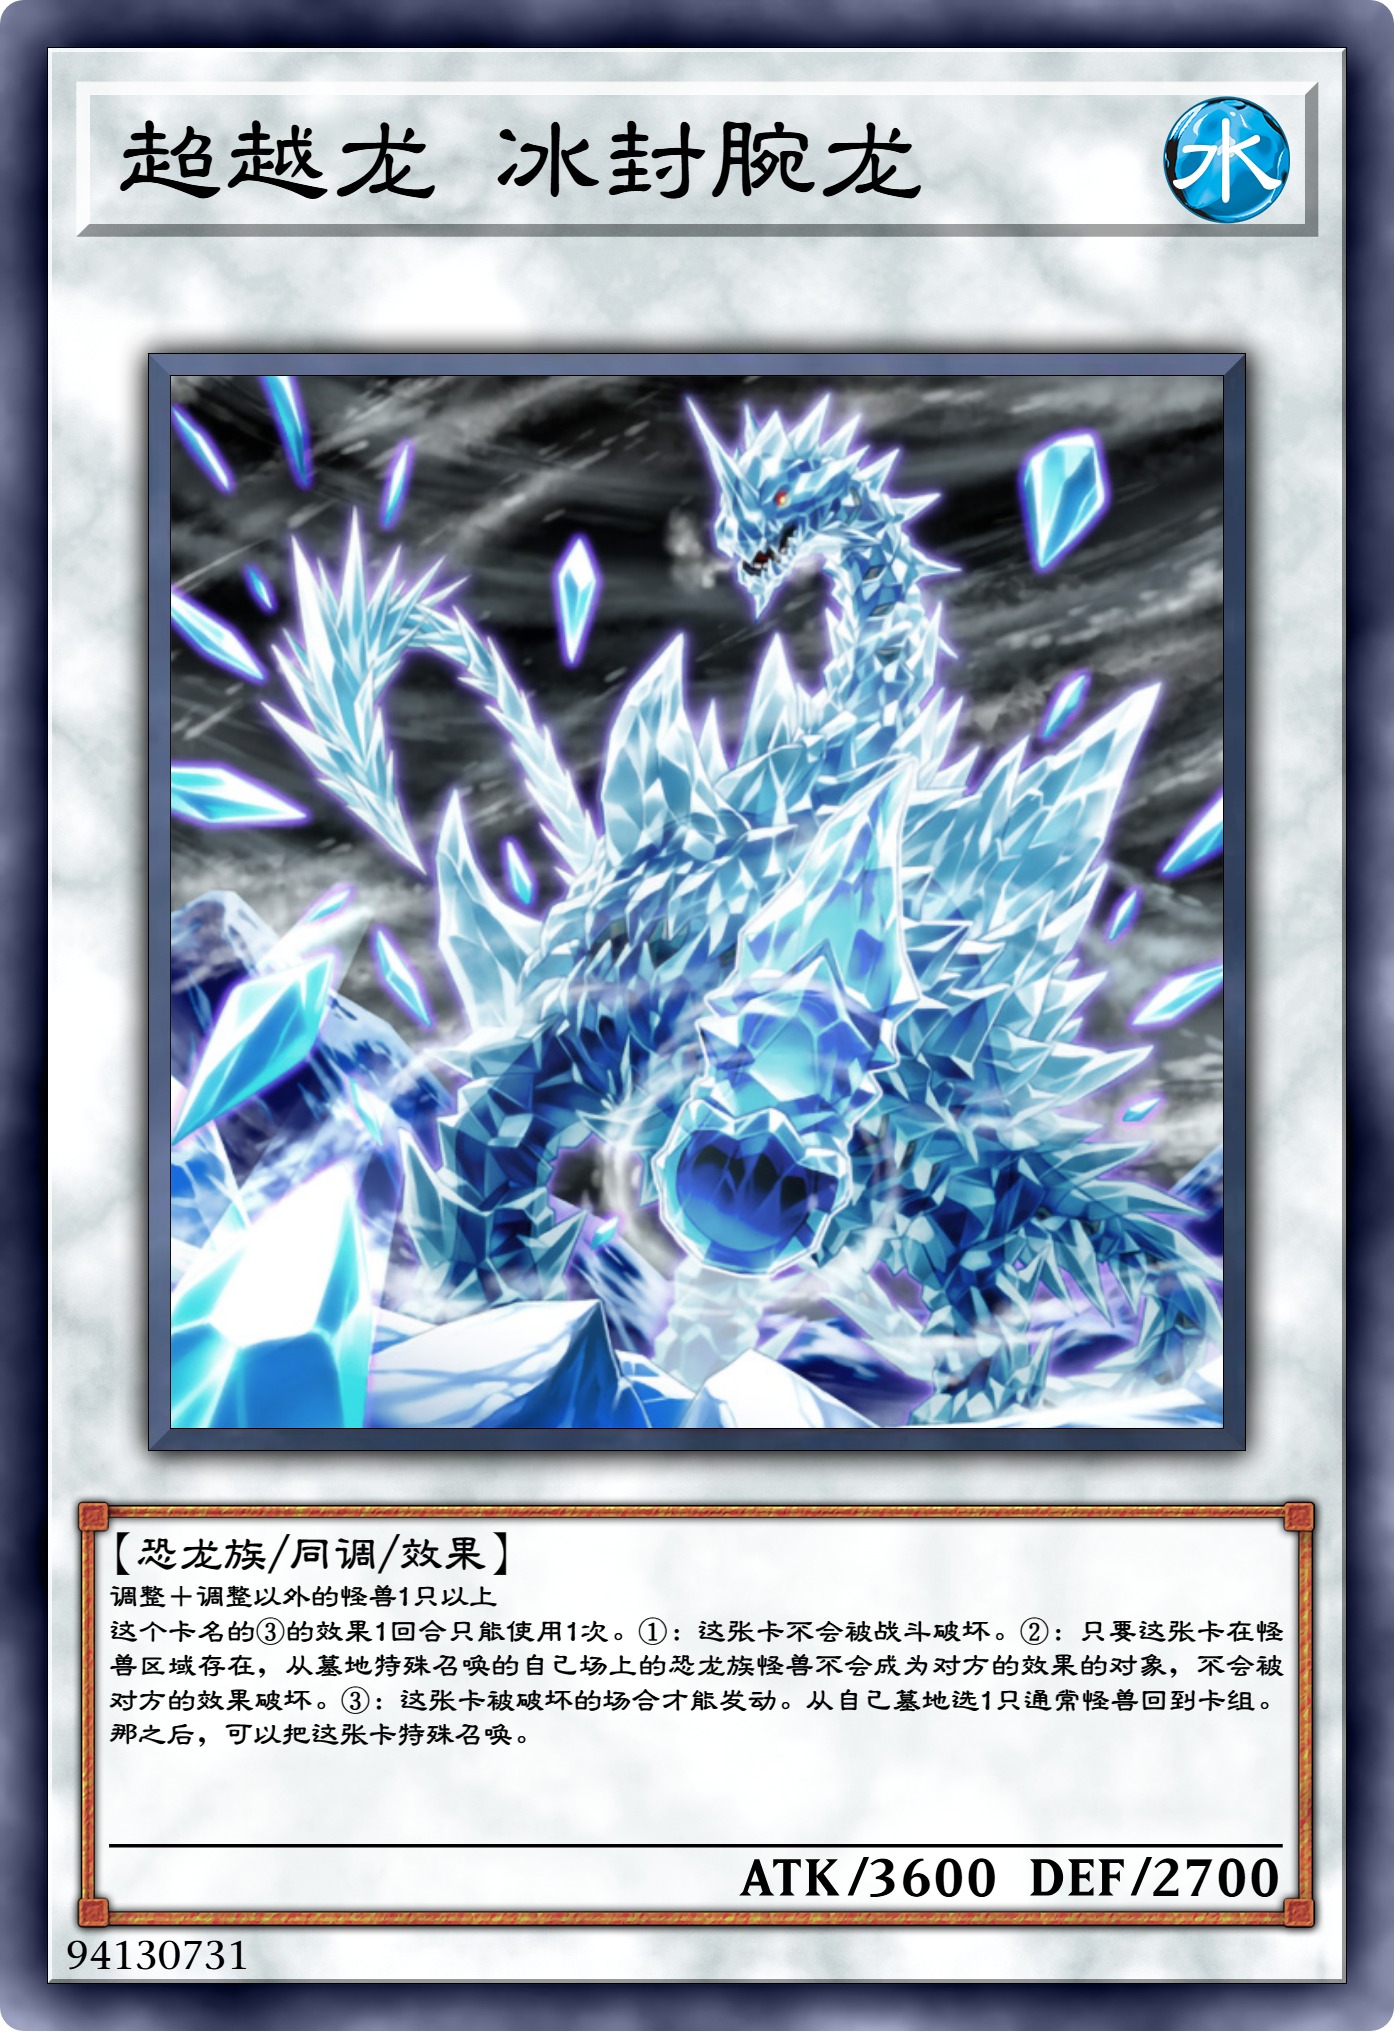 超越龙 冰封腕龙
水
【恐龙族/同调/效果】
调整＋调整以外的怪兽1只以上
这个卡名的③的效果1回合只能使用1次。①：这张卡不会被战斗破坏。②：只要这张卡在怪
兽区域存在，从墓地特殊召唤的自己场上的恐龙族怪兽不会成为对方的效果的对象，不会被
对方的效果破坏。③：这张卡被破坏的场合才能发动。从自己墓地选1只通常怪兽回到卡组。
那之后，可以把这张卡特殊召唤。
ATK/3600 DEF/2700
94130731